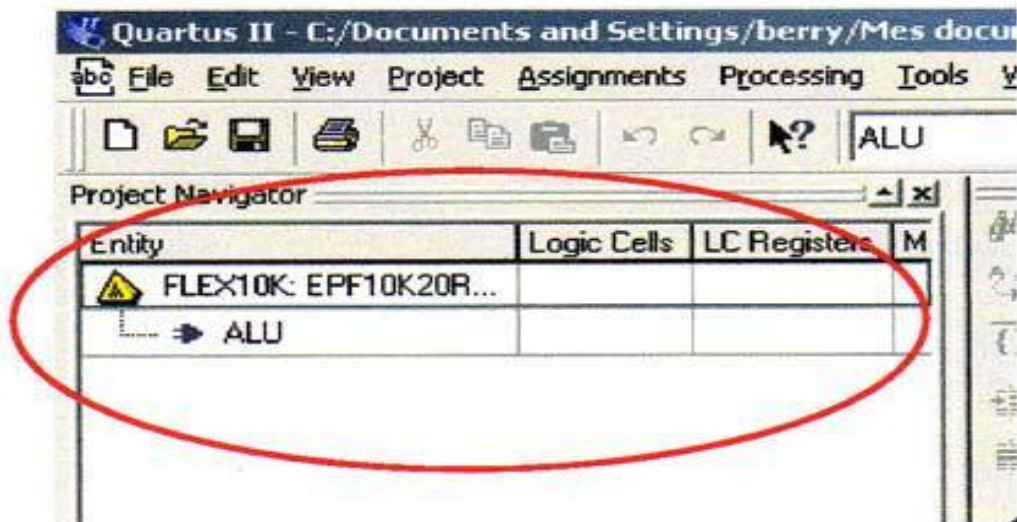 Quartus II - C:/Documents and Settings/berry/Mes docu
File Edit View Project Assignments Processing Tools
ALU
Project Navigator
Entity Logic Cells LC Registers M
FLEX10K: EPF10K20R...
ALU